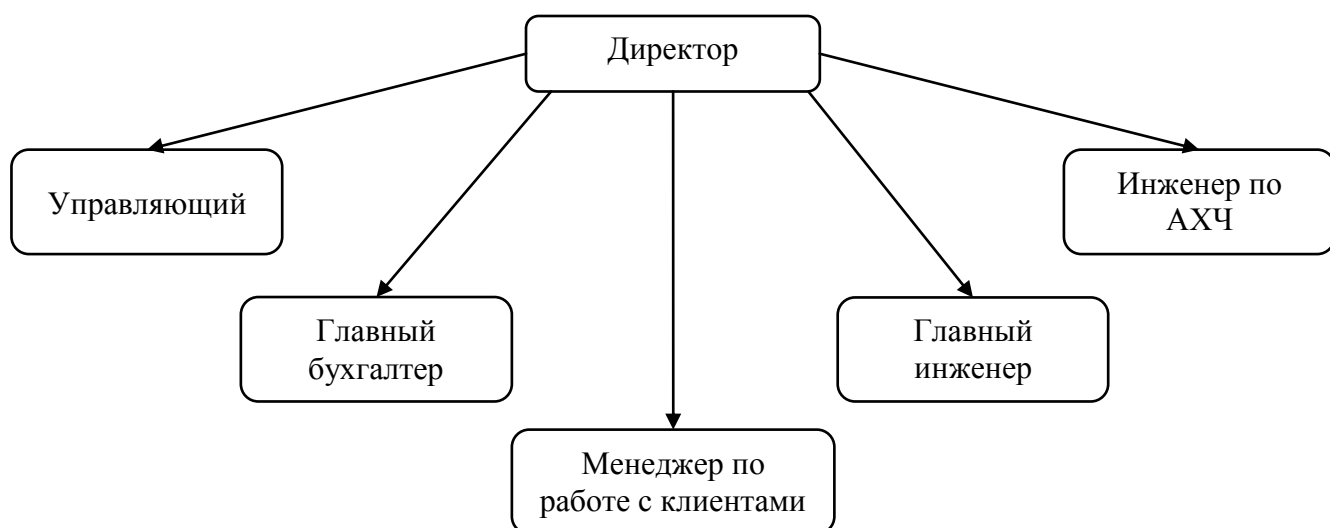 Директор
Управляющий
Инженер по
АХЧ
Главный
бухгалтер
Главный
инженер
Менеджер по
работе с клиентами